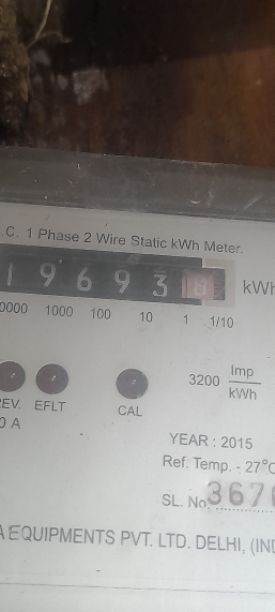 .C. 1 Phase 2 Wire Static kWh Meter.
1 9 6 9 3 8 kWh
0000 1000 100 10 1 1/10
3200 Imp
kWh
EV. EFLT CAL
0 A
YEAR : 2015
Ref. Temp. - 27°C
SL. No. 367
A EQUIPMENTS PVT. LTD. DELHI, (IND